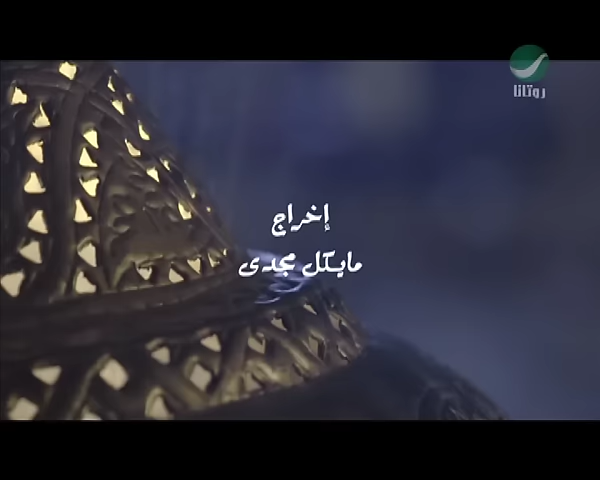 روتانا
إخراج
مايكل مجدى